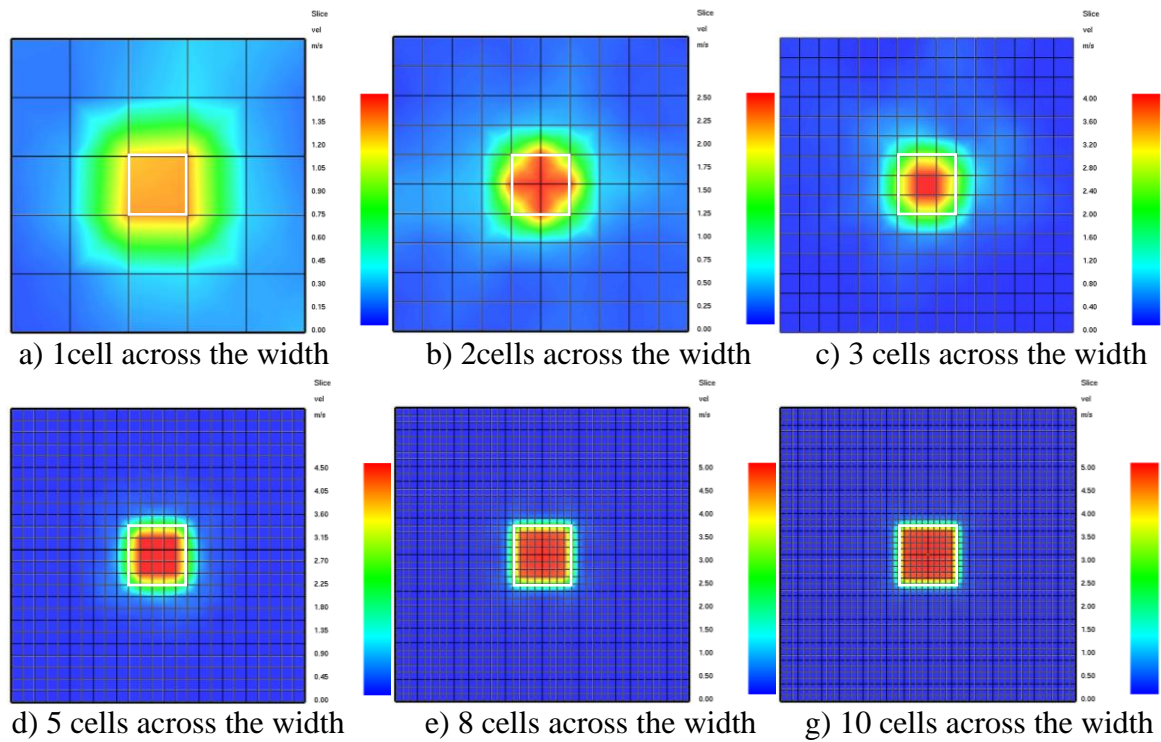 Slice
vel
m/s
1.50
1.35
1.20
1.05
0.90
0.75
0.60
0.45
0.30
0.15
0.00
a) 1cell across the width
Slice
vel
m/s
2.50
2.25
2.00
1.75
1.50
1.25
1.00
0.75
0.50
0.25
0.00
b) 2cells across the width
Slice
vel
m/s
4.00
3.60
3.20
2.80
2.40
2.00
1.60
1.20
0.80
0.40
0.00
c) 3 cells across the width
Slice
vel
m/s
4.50
4.05
3.60
3.15
2.70
2.25
1.80
1.35
0.90
0.45
0.00
d) 5 cells across the width
Slice
vel
m/s
5.00
4.50
4.00
3.50
3.00
2.50
2.00
1.50
1.00
0.50
0.00
e) 8 cells across the width
Slice
vel
m/s
5.00
4.50
4.00
3.50
3.00
2.50
2.00
1.50
1.00
0.50
0.00
g) 10 cells across the width